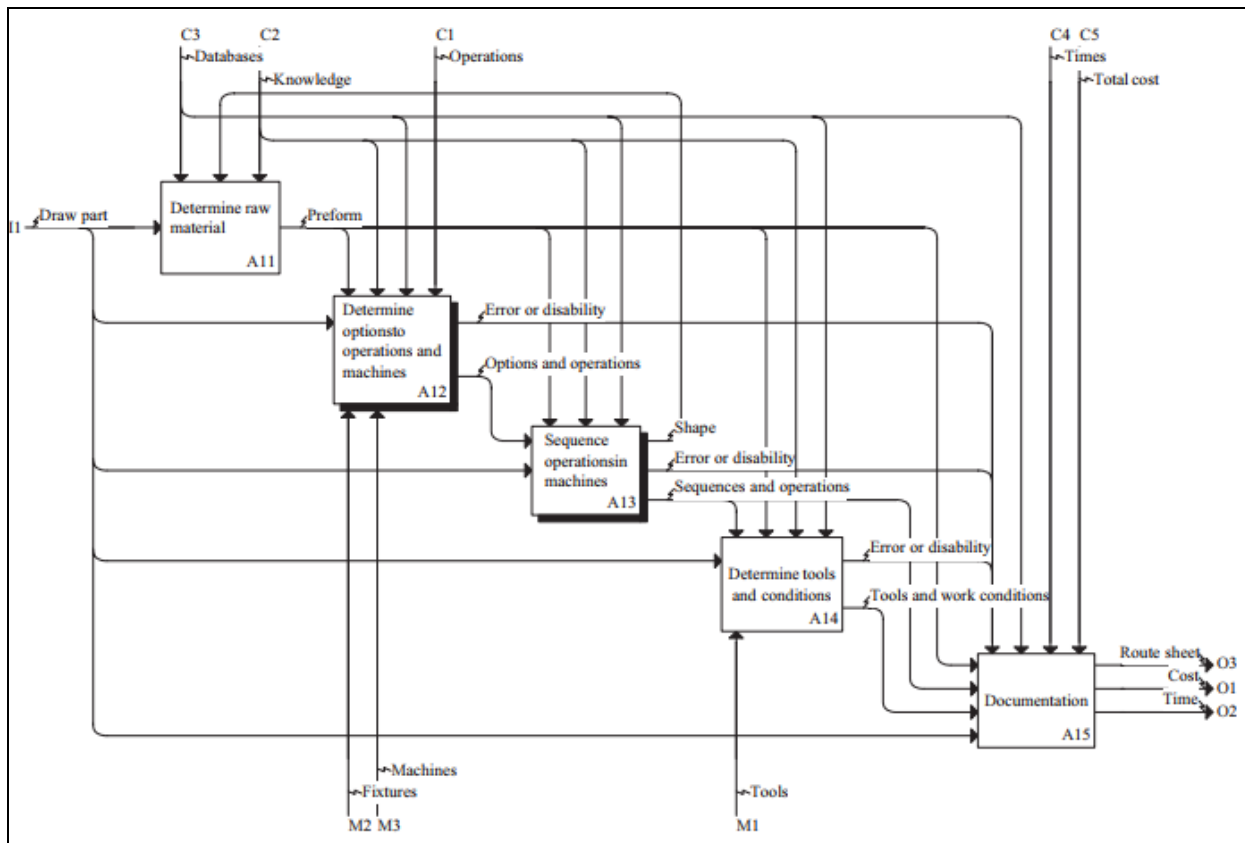 C3
C2
C1
C4
C5
Databases
Operations
Times
Knowledge
Total cost
I1
Draw part
Determine raw
material
A11
Preform
Determine
optionsto
operations and
machines
A12
Error or disability
Options and operations
Sequence
operationsin
machines
A13
Shape
Error or disability
Sequences and operations
Determine tools
and conditions
A14
Error or disability
Tools and work conditions
Documentation
A15
Route sheet
O3
Cost
O1
Time
O2
Machines
Fixtures
Tools
M2
M3
M1